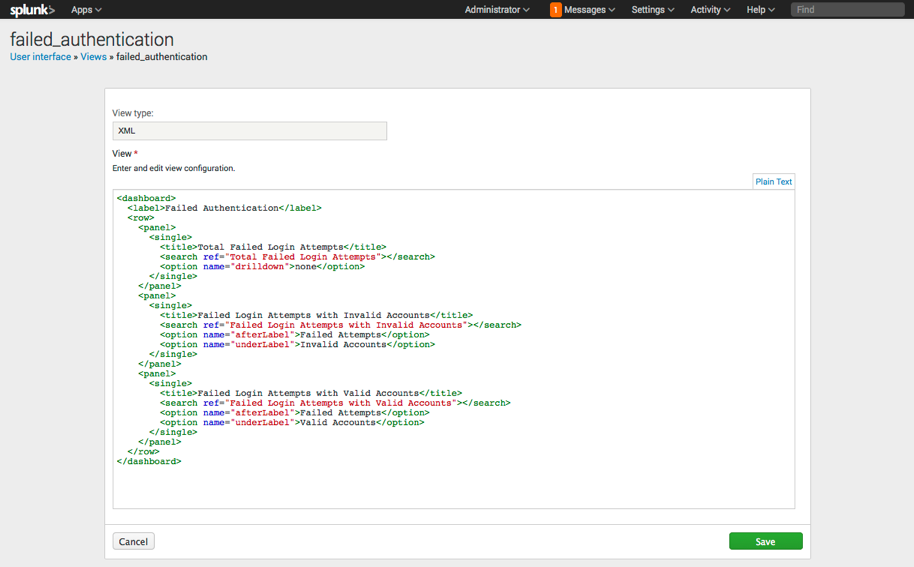 splunk> Apps Administrator 1 Messages Settings Activity Help Find
failed_authentication
User interface » Views » failed_authentication
View type:
XML
View *
Enter and edit view configuration.
Plain Text
<dashboard>
  <label>Failed Authentication</label>
  <row>
    <panel>
      <single>
        <title>Total Failed Login Attempts</title>
        <search ref="Total Failed Login Attempts"></search>
        <option name="drilldown">none</option>
      </single>
    </panel>
    <panel>
      <single>
        <title>Failed Login Attempts with Invalid Accounts</title>
        <search ref="Failed Login Attempts with Invalid Accounts"></search>
        <option name="afterLabel">Failed Attempts</option>
        <option name="underLabel">Invalid Accounts</option>
      </single>
    </panel>
    <panel>
      <single>
        <title>Failed Login Attempts with Valid Accounts</title>
        <search ref="Failed Login Attempts with Valid Accounts"></search>
        <option name="afterLabel">Failed Attempts</option>
        <option name="underLabel">Valid Accounts</option>
      </single>
    </panel>
  </row>
</dashboard>
Cancel Save